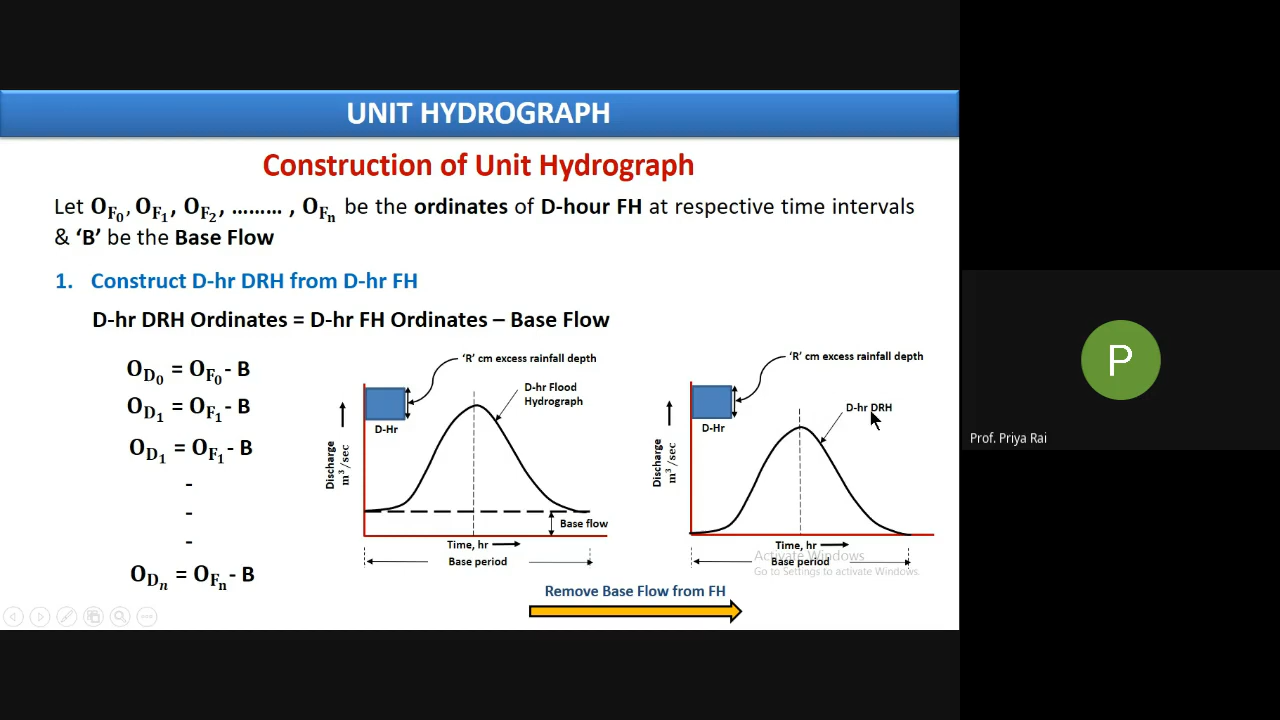 UNIT HYDROGRAPH
Construction of Unit Hydrograph
Let O_F₀, O_F₁, O_F₂, ……… , O_Fₙ be the ordinates of D-hour FH at respective time intervals
& ‘B’ be the Base Flow
1. Construct D-hr DRH from D-hr FH
D-hr DRH Ordinates = D-hr FH Ordinates – Base Flow
O_D₀ = O_F₀- B
O_D₁ = O_F₁- B
O_D₁ = O_F₁- B
-
-
-
O_Dₙ = O_Fₙ- B
‘R’ cm excess rainfall depth
D-hr Flood
Hydrograph
D-Hr
Discharge
m³/sec
Base flow
Time, hr
Base period
‘R’ cm excess rainfall depth
D-hr DRH
D-Hr
Discharge
m³/sec
Time, hr
Base period
Activate Windows
Go to Settings to activate Windows.
Remove Base Flow from FH
P
Prof. Priya Rai